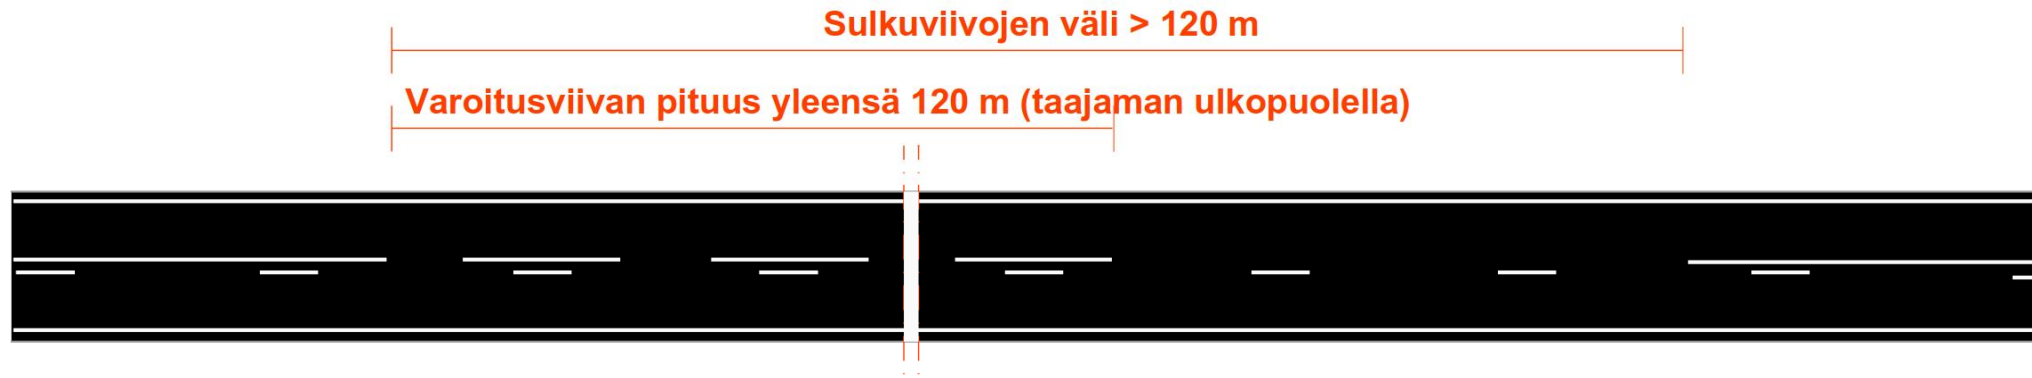 Sulkuviivojen väli > 120 m
Varoitusviivan pituus yleensä 120 m (taajaman ulkopuolella)